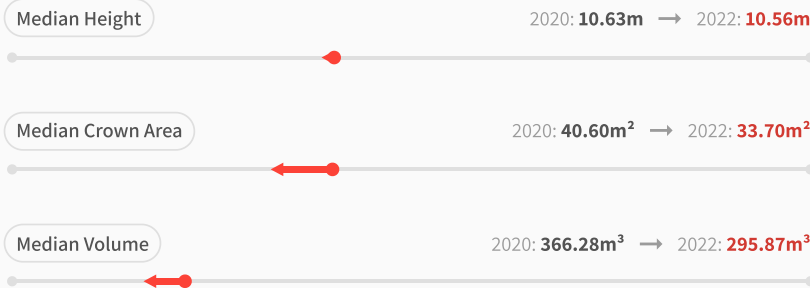 Median Height 2020: 10.63m → 2022: 10.56m
Median Crown Area 2020: 40.60m² → 2022: 33.70m²
Median Volume 2020: 366.28m³ → 2022: 295.87m³